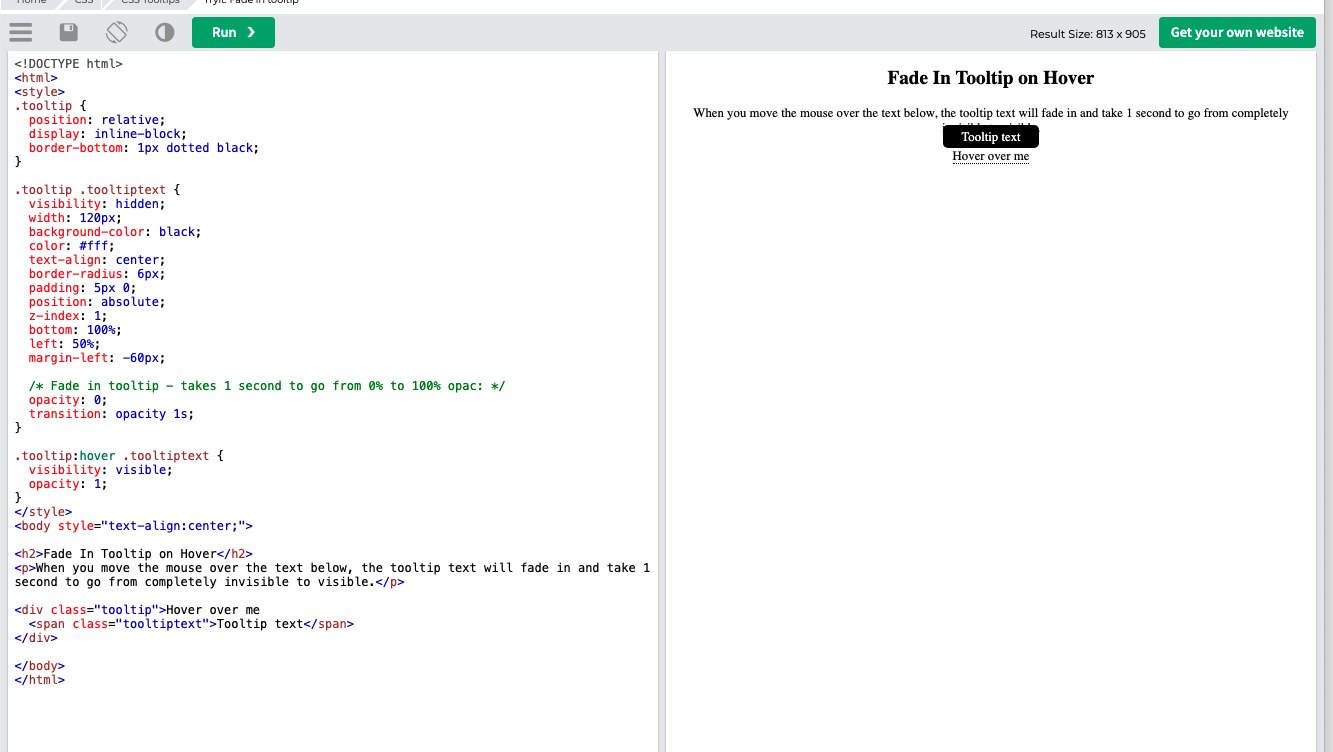 Home CSS CSS Tooltips Tryit: Fade in tooltip
Run ❯
Result Size: 813 x 905
Get your own website
<!DOCTYPE html>
<html>
<style>
.tooltip {
  position: relative;
  display: inline-block;
  border-bottom: 1px dotted black;
}

.tooltip .tooltiptext {
  visibility: hidden;
  width: 120px;
  background-color: black;
  color: #fff;
  text-align: center;
  border-radius: 6px;
  padding: 5px 0;
  position: absolute;
  z-index: 1;
  bottom: 100%;
  left: 50%;
  margin-left: -60px;

  /* Fade in tooltip - takes 1 second to go from 0% to 100% opac: */
  opacity: 0;
  transition: opacity 1s;
}

.tooltip:hover .tooltiptext {
  visibility: visible;
  opacity: 1;
}
</style>
<body style="text-align:center;">

<h2>Fade In Tooltip on Hover</h2>
<p>When you move the mouse over the text below, the tooltip text will fade in and take 1
second to go from completely invisible to visible.</p>

<div class="tooltip">Hover over me
  <span class="tooltiptext">Tooltip text</span>
</div>

</body>
</html>
Fade In Tooltip on Hover
When you move the mouse over the text below, the tooltip text will fade in and take 1 second to go from completely
Tooltip text
Hover over me